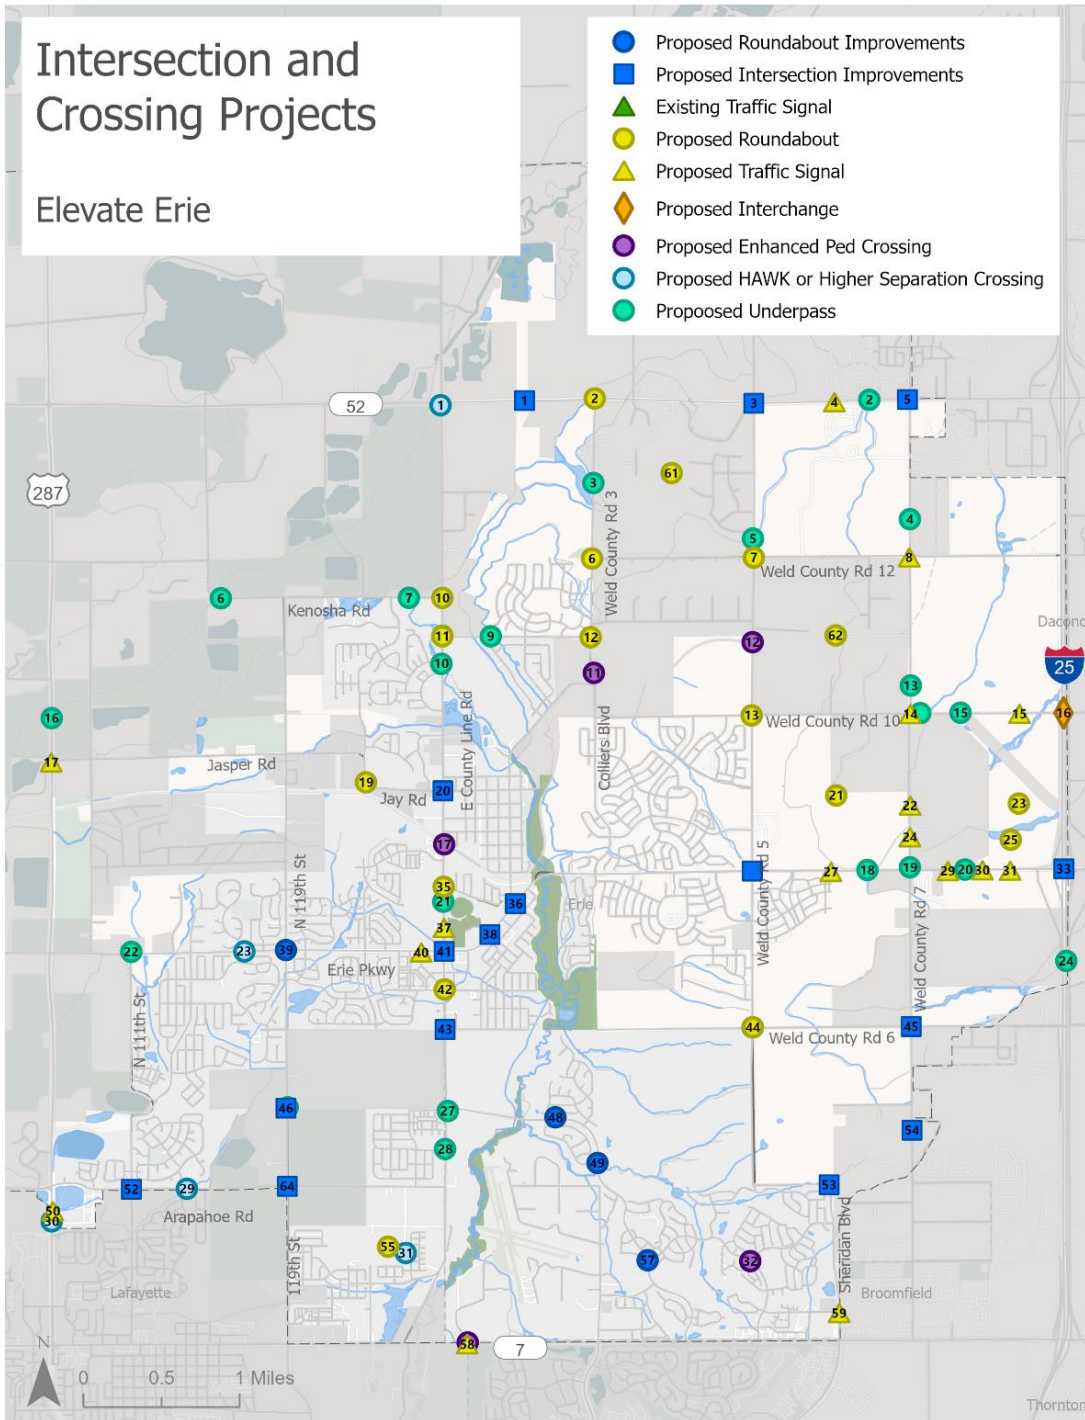 Intersection and
Crossing Projects
Elevate Erie
Proposed Roundabout Improvements
Proposed Intersection Improvements
Existing Traffic Signal
Proposed Roundabout
Proposed Traffic Signal
Proposed Interchange
Proposed Enhanced Ped Crossing
Proposed HAWK or Higher Separation Crossing
Propoosed Underpass
52
1
1
2
3
4
2
5
61
287
3
Weld County Rd 3
4
5
6
7
8
Weld County Rd 12
6
7
10
Kenosha Rd
11
9
12
12
62
Dacono
10
11
25
13
16
13
Weld County Rd 10
14
15
15
16
17
Jasper Rd
E County Line Rd
Colliers Blvd
19
Jay Rd
20
21
22
23
17
24
25
Weld County Rd 5
N 119th St
35
21
36
Erie
27
18
19
29
20
30
31
33
37
38
Weld County Rd 7
22
23
39
40
41
24
Erie Pkwy
42
N 111th St
43
44
Weld County Rd 6
45
46
27
48
54
28
49
52
29
64
53
50
30
Arapahoe Rd
Sheridan Blvd
55
31
57
32
119th St
Lafayette
Broomfield
59
58
7
N
0
0.5
1 Miles
Thornton